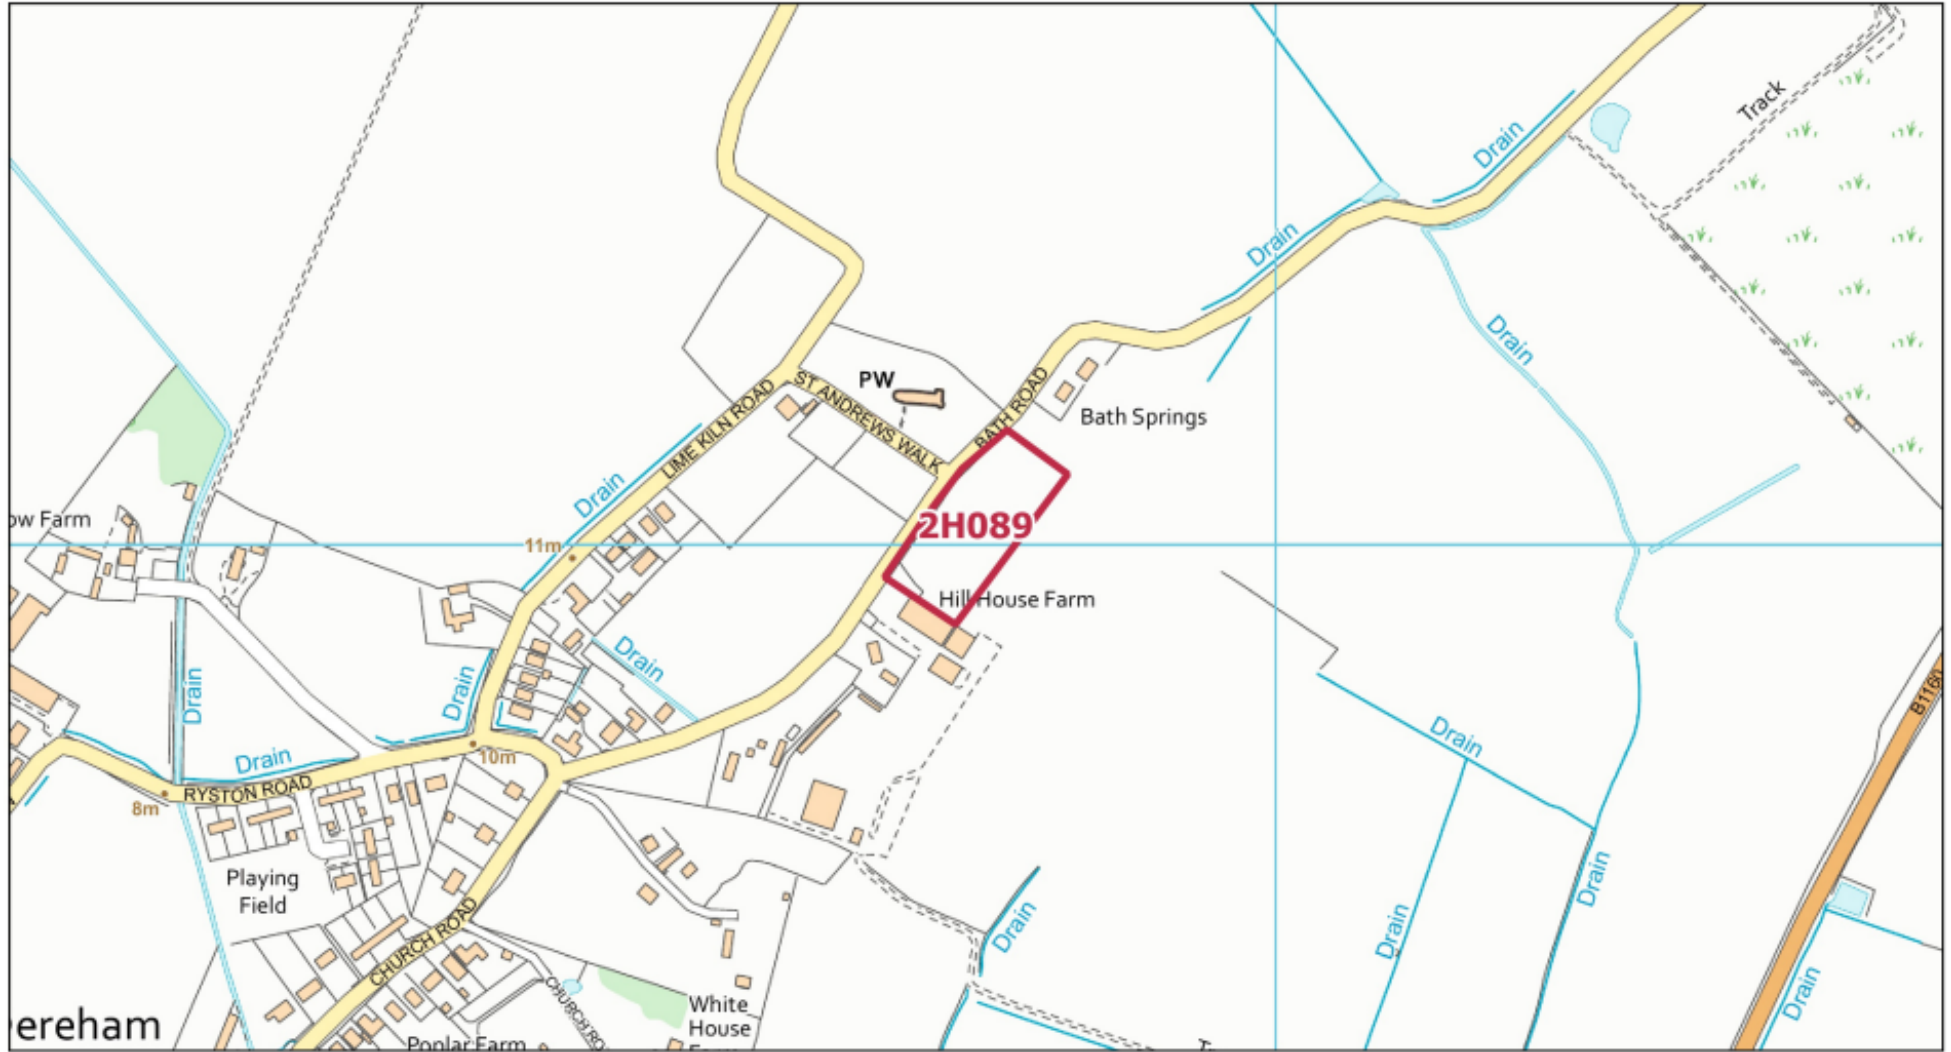 Track
Drain
Drain
Drain
PW
ST ANDREWS WALK
BATH ROAD
Bath Springs
LIME KILN ROAD
Drain
ow Farm
2H089
11m
Hill House Farm
Drain
Drain
Drain
B1160
Drain
Drain
10m
RYSTON ROAD
8m
Playing
Field
Drain
Drain
Drain
CHURCH ROAD
Drain
CHURCH RO
White
House
ereham
Poplar Farm